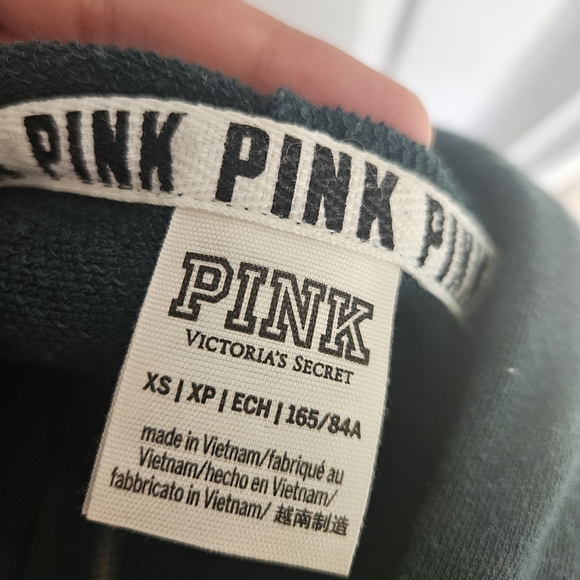 PINK PINK PINK
PINK
VICTORIA'S SECRET
XS | XP | ECH | 165/84A
made in Vietnam/fabriqué au
Vietnam/hecho en Vietnam/
fabbricato in Vietnam/ 越南制造